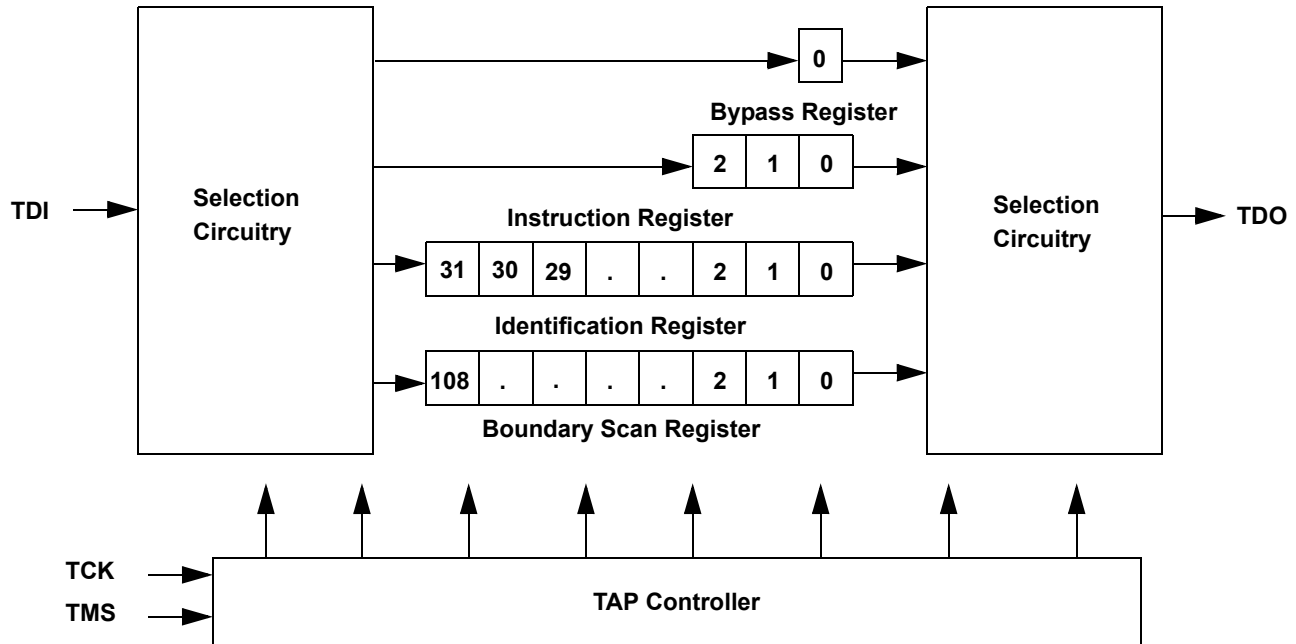 0
Bypass Register
2 1 0
TDI
Selection
Circuitry
Selection
Circuitry
TDO
Instruction Register
31 30 29 . . 2 1 0
Identification Register
108 . . . . 2 1 0
Boundary Scan Register
TCK
TMS
TAP Controller